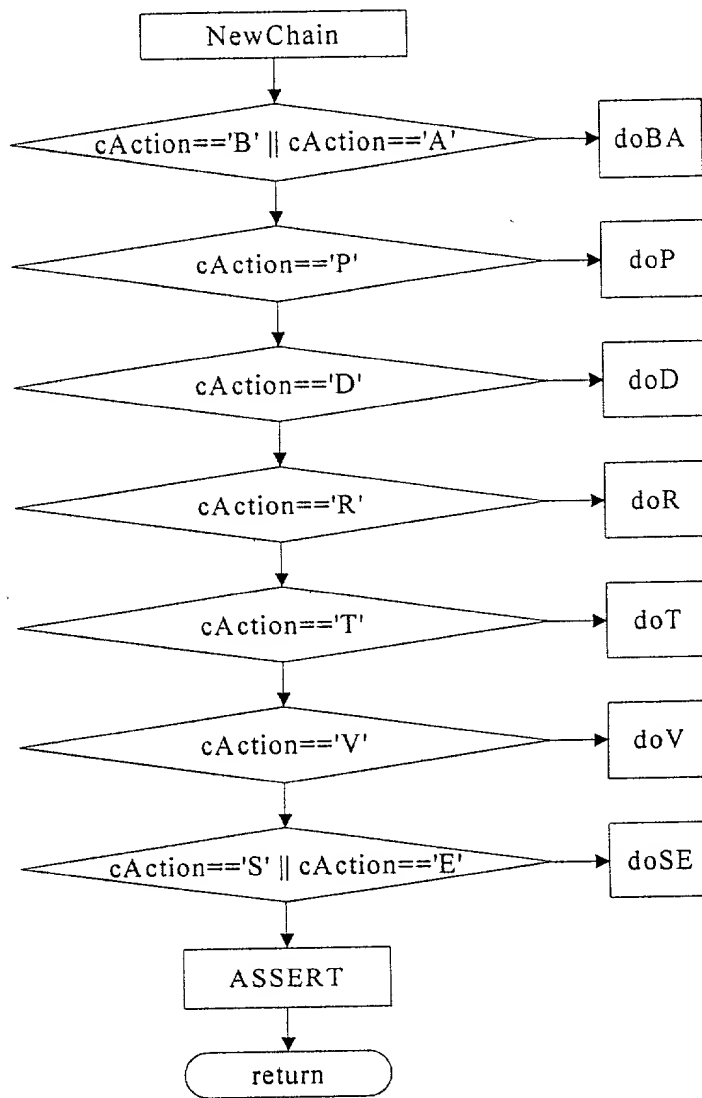 NewChain
cAction=='B' || cAction=='A'
doBA
cAction=='P'
doP
cAction=='D'
doD
cAction=='R'
doR
cAction=='T'
doT
cAction=='V'
doV
cAction=='S' || cAction=='E'
doSE
ASSERT
return